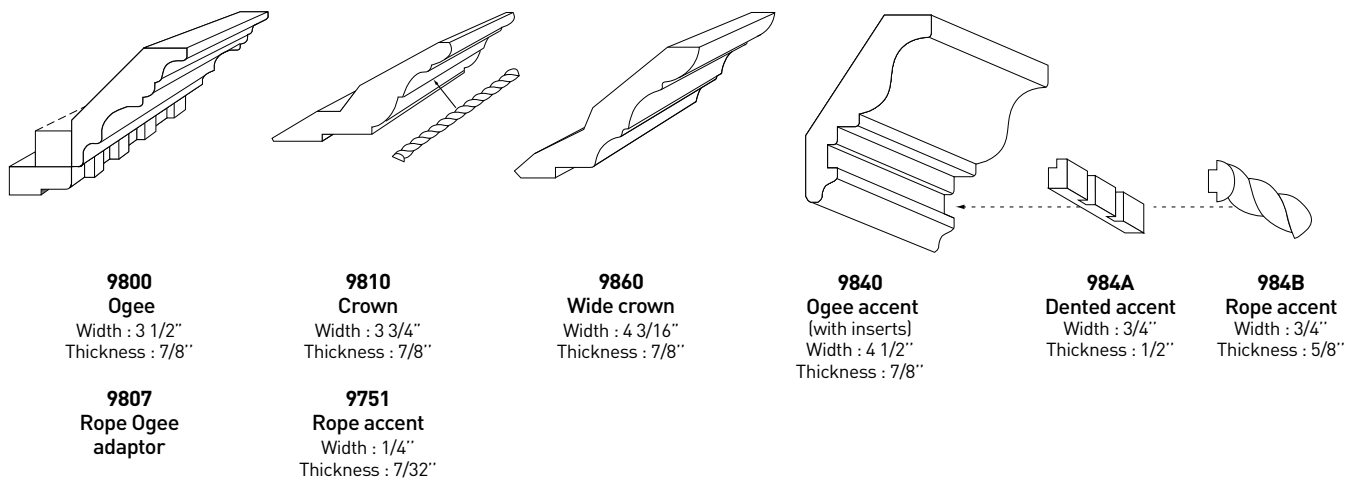 9800
Ogee
Width : 3 1/2’’
Thickness : 7/8’’
9807
Rope Ogee
adaptor
9810
Crown
Width : 3 3/4’’
Thickness : 7/8’’
9751
Rope accent
Width : 1/4’’
Thickness : 7/32’’
9860
Wide crown
Width : 4 3/16’’
Thickness : 7/8’’
9840
Ogee accent
(with inserts)
Width : 4 1/2’’
Thickness : 7/8’’
984A
Dented accent
Width : 3/4’’
Thickness : 1/2’’
984B
Rope accent
Width : 3/4’’
Thickness : 5/8’’